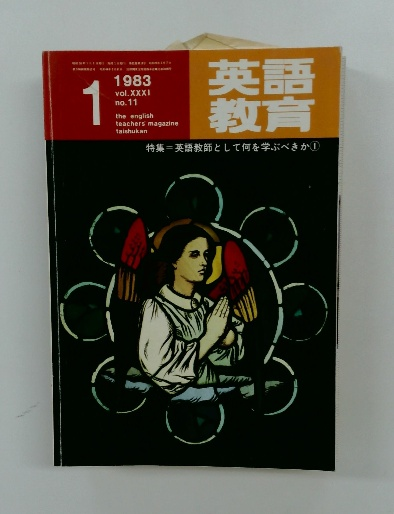 1
1983
vol.XXXI
no.11
the english
teachers' magazine
taishukan
英語
教育
特集=英語教師として何を学ぶべきか①